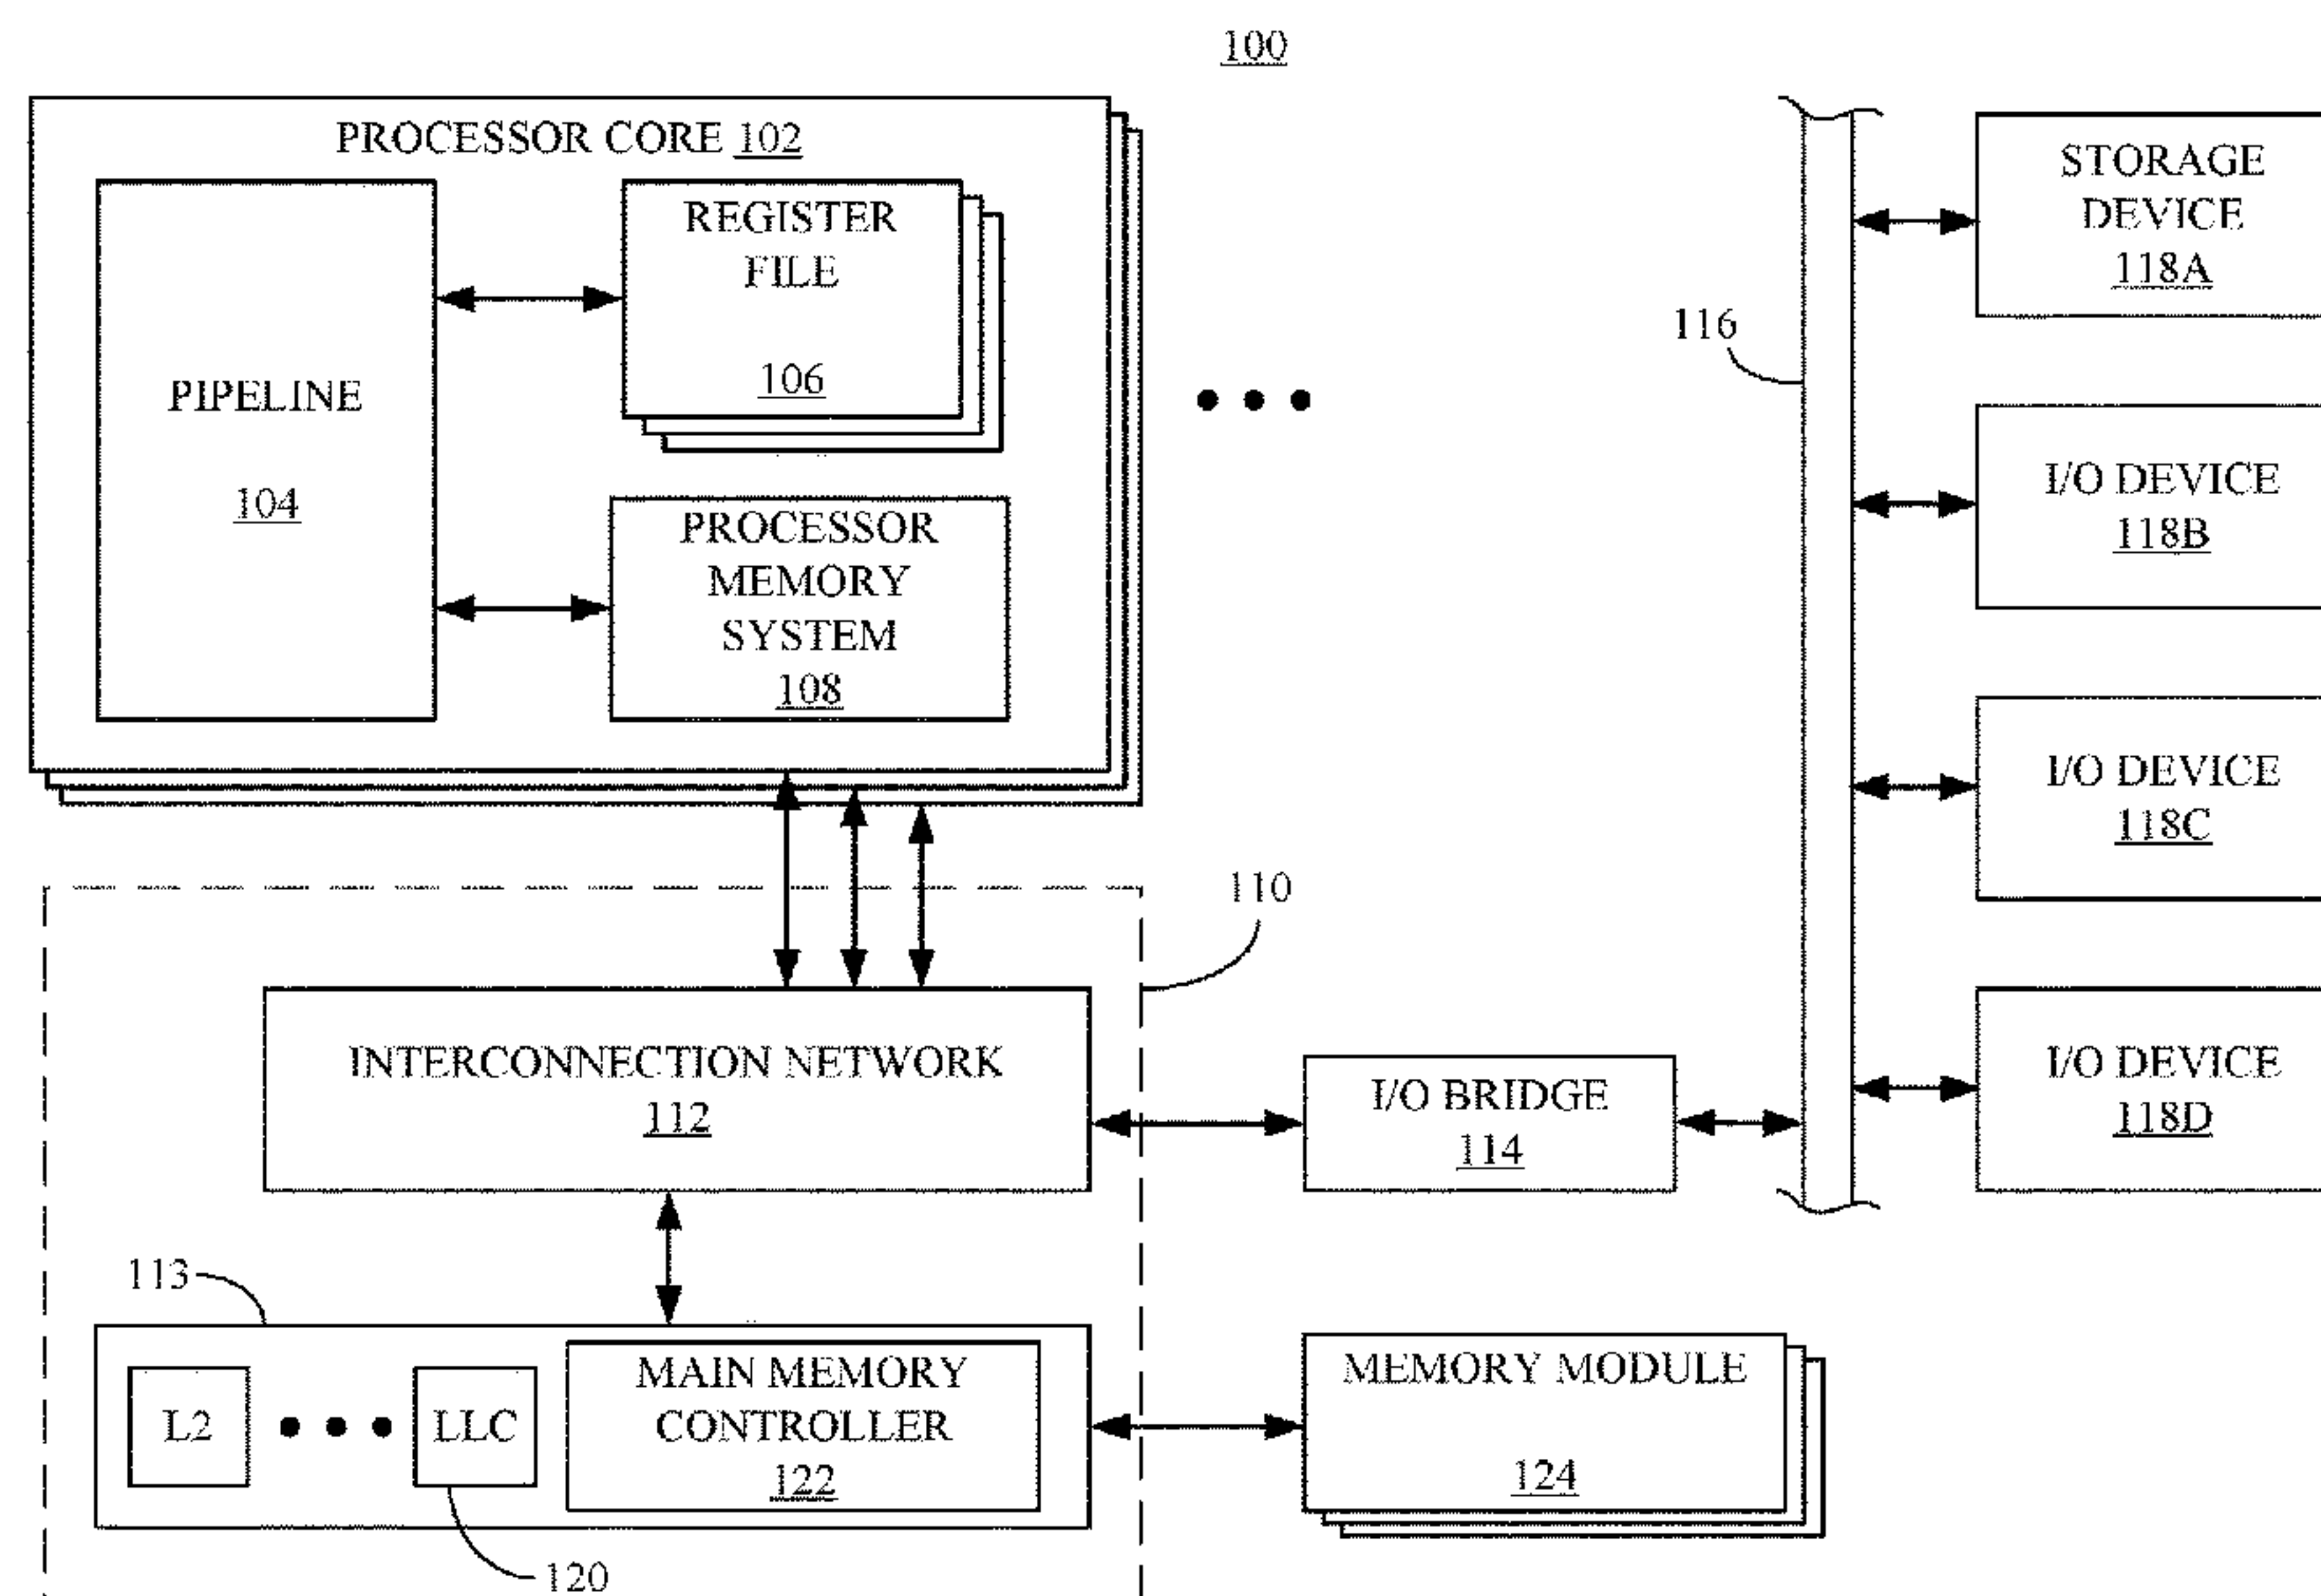 100
PROCESSOR CORE 102
PIPELINE
104
REGISTER
FILE
106
PROCESSOR
MEMORY
SYSTEM
108
116
STORAGE
DEVICE
118A
I/O DEVICE
118B
I/O DEVICE
118C
I/O DEVICE
118D
110
INTERCONNECTION NETWORK
112
I/O BRIDGE
114
113
L2
LLC
MAIN MEMORY
CONTROLLER
122
MEMORY MODULE
124
120